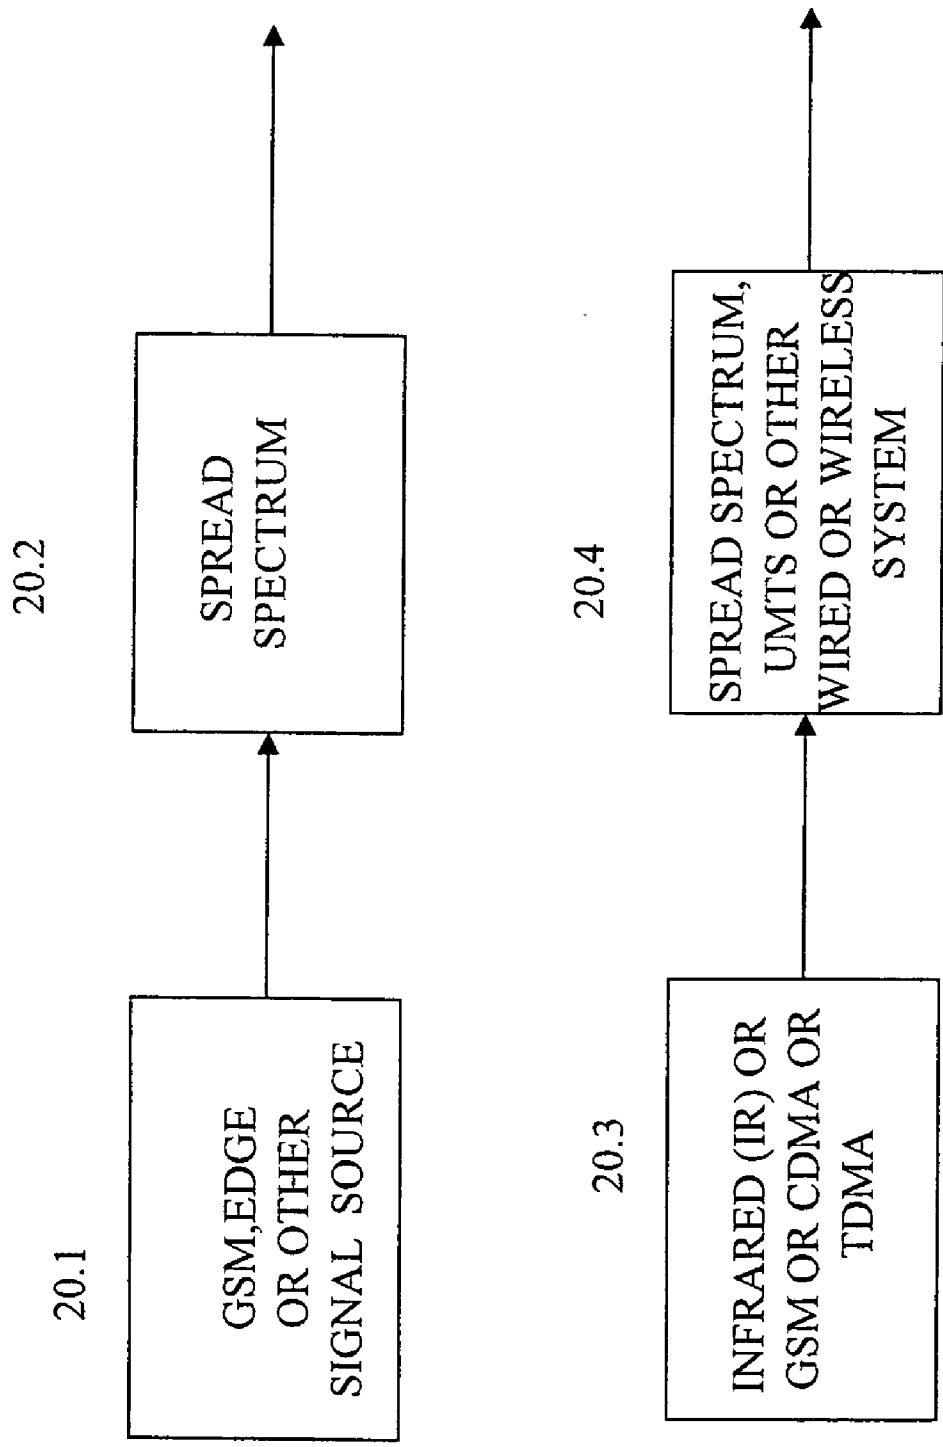 20.1
GSM,EDGE
OR OTHER
SIGNAL SOURCE
20.2
SPREAD
SPECTRUM
20.3
INFRARED (IR) OR
GSM OR CDMA OR
TDMA
20.4
SPREAD SPECTRUM,
UMTS OR OTHER
WIRED OR WIRELESS
SYSTEM